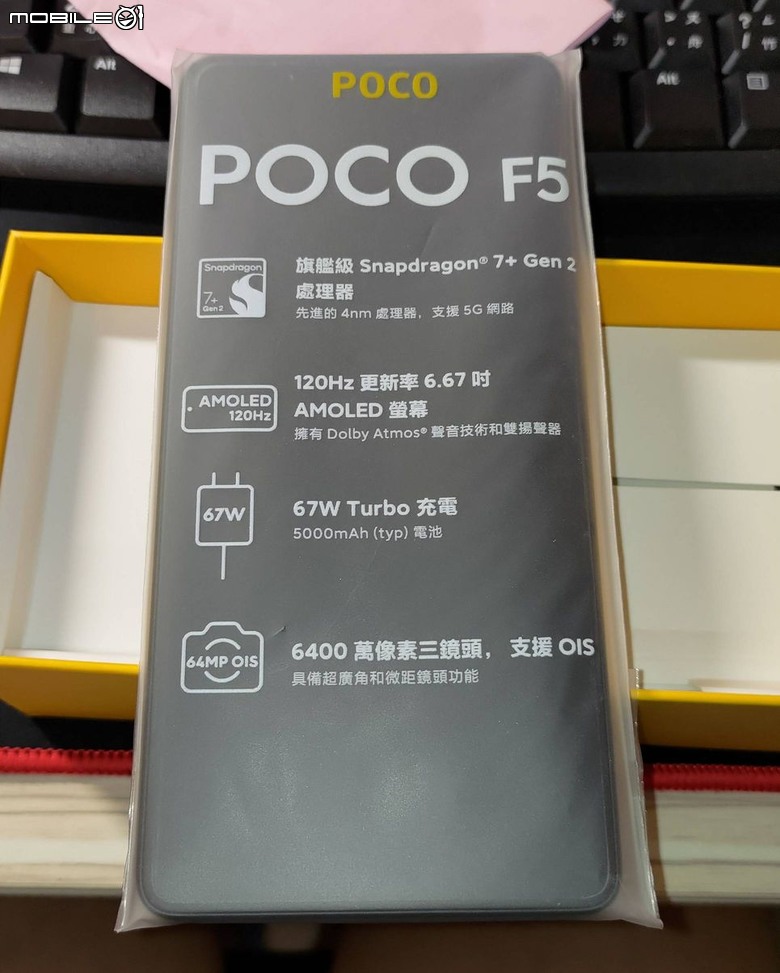 MOBILE01
Alt
Alt
POCO
POCO F5
Snapdragon
7+
Gen 2
旗艦級 Snapdragon® 7+ Gen 2
處理器
先進的 4nm 處理器，支援 5G 網路
AMOLED
120Hz
120Hz 更新率 6.67 吋
AMOLED 螢幕
擁有 Dolby Atmos® 聲音技術和雙揚聲器
67W
67W Turbo 充電
5000mAh (typ) 電池
64MP OIS
6400 萬像素三鏡頭，支援 OIS
具備超廣角和微距鏡頭功能